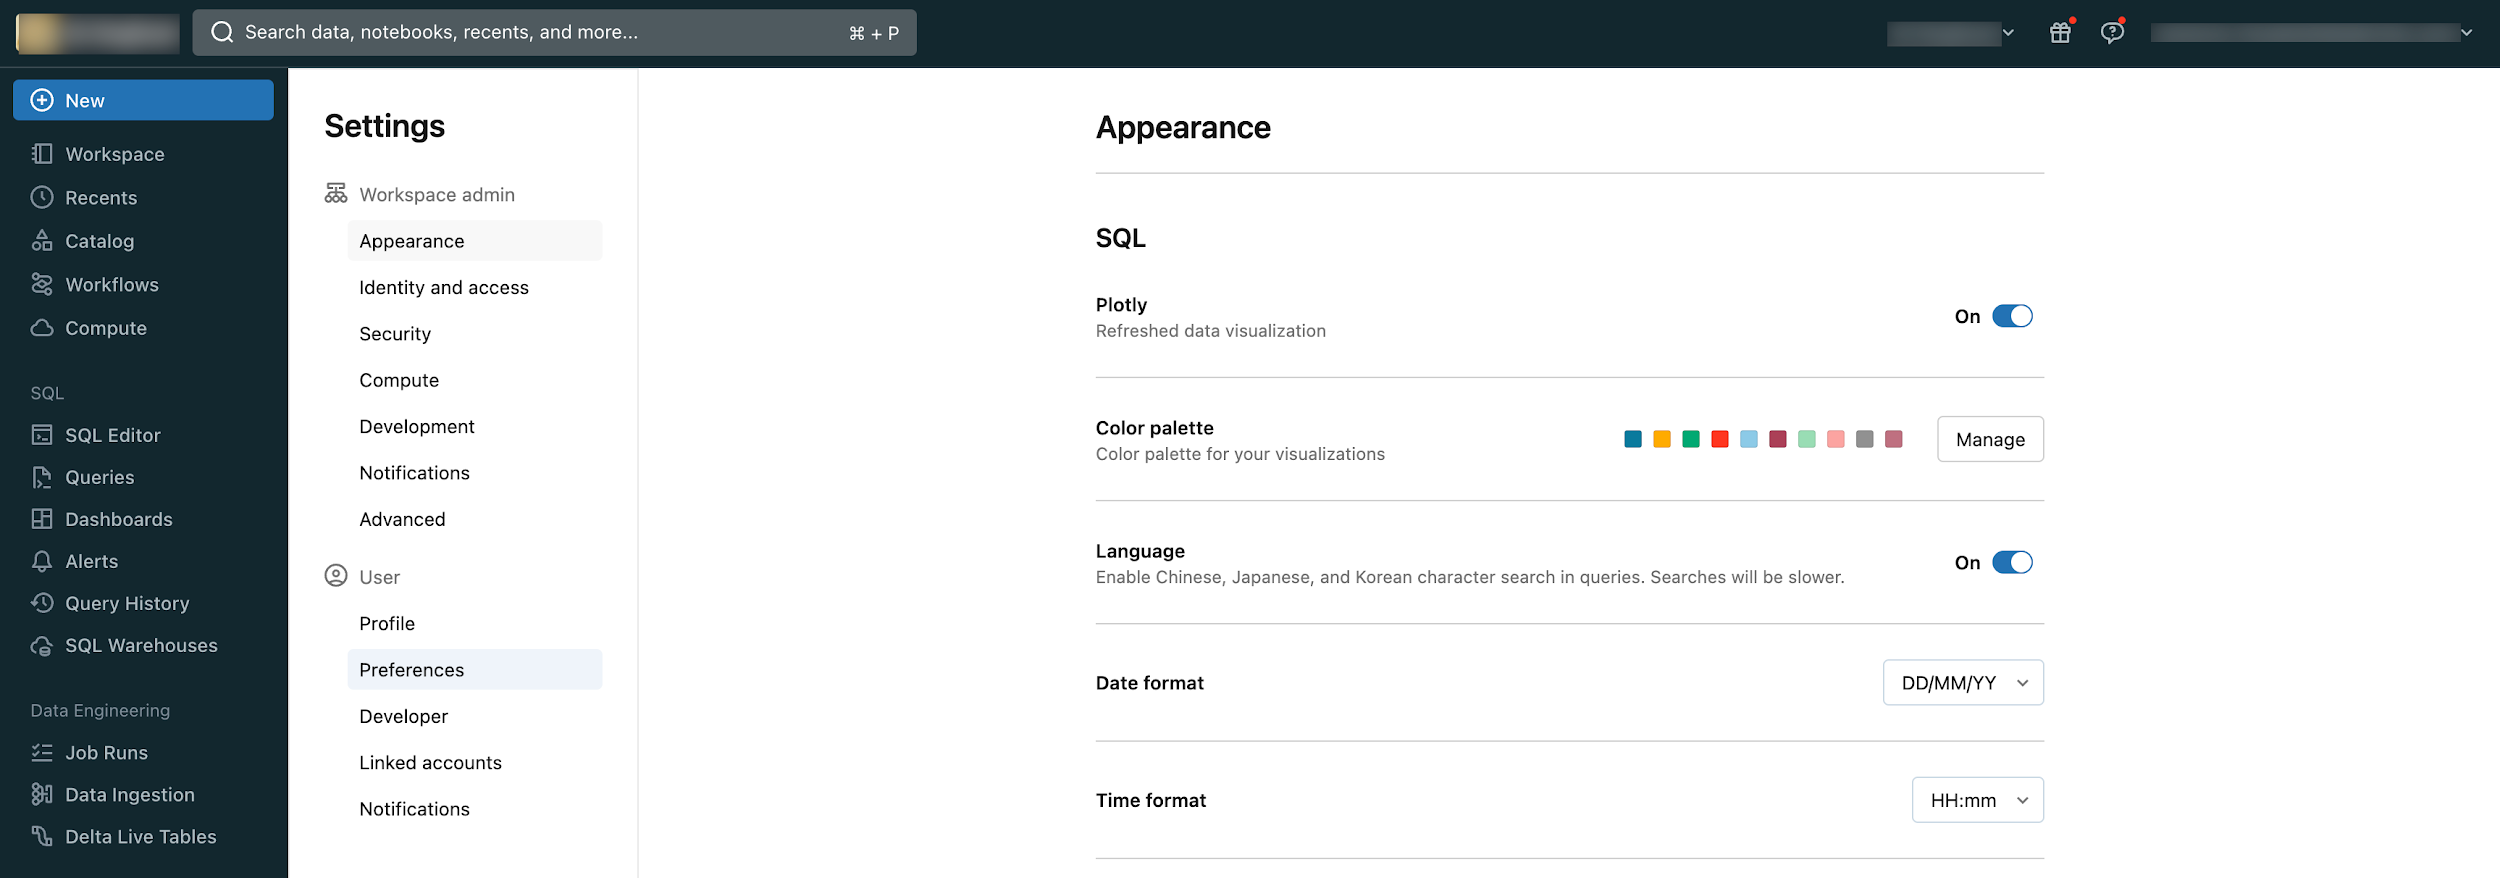 Search data, notebooks, recents, and more... ⌘ + P
New
Workspace
Recents
Catalog
Workflows
Compute
SQL
SQL Editor
Queries
Dashboards
Alerts
Query History
SQL Warehouses
Data Engineering
Job Runs
Data Ingestion
Delta Live Tables
Settings
Workspace admin
Appearance
Identity and access
Security
Compute
Development
Notifications
Advanced
User
Profile
Preferences
Developer
Linked accounts
Notifications
Appearance
SQL
Plotly
Refreshed data visualization
On
Color palette
Color palette for your visualizations
Manage
Language
Enable Chinese, Japanese, and Korean character search in queries. Searches will be slower.
On
Date format
DD/MM/YY
Time format
HH:mm